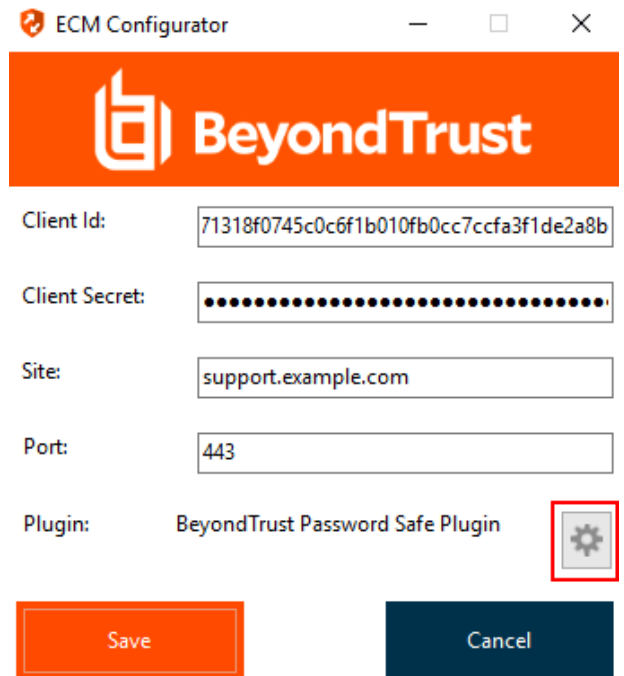 ECM Configurator
BeyondTrust
Client Id: 71318f0745c0c6f1b010fb0cc7ccfa3f1de2a8b
Client Secret: ●●●●●●●●●●●●●●●●●●●●●●●●●●●●●●●●●
Site: support.example.com
Port: 443
Plugin: BeyondTrust Password Safe Plugin
Save Cancel